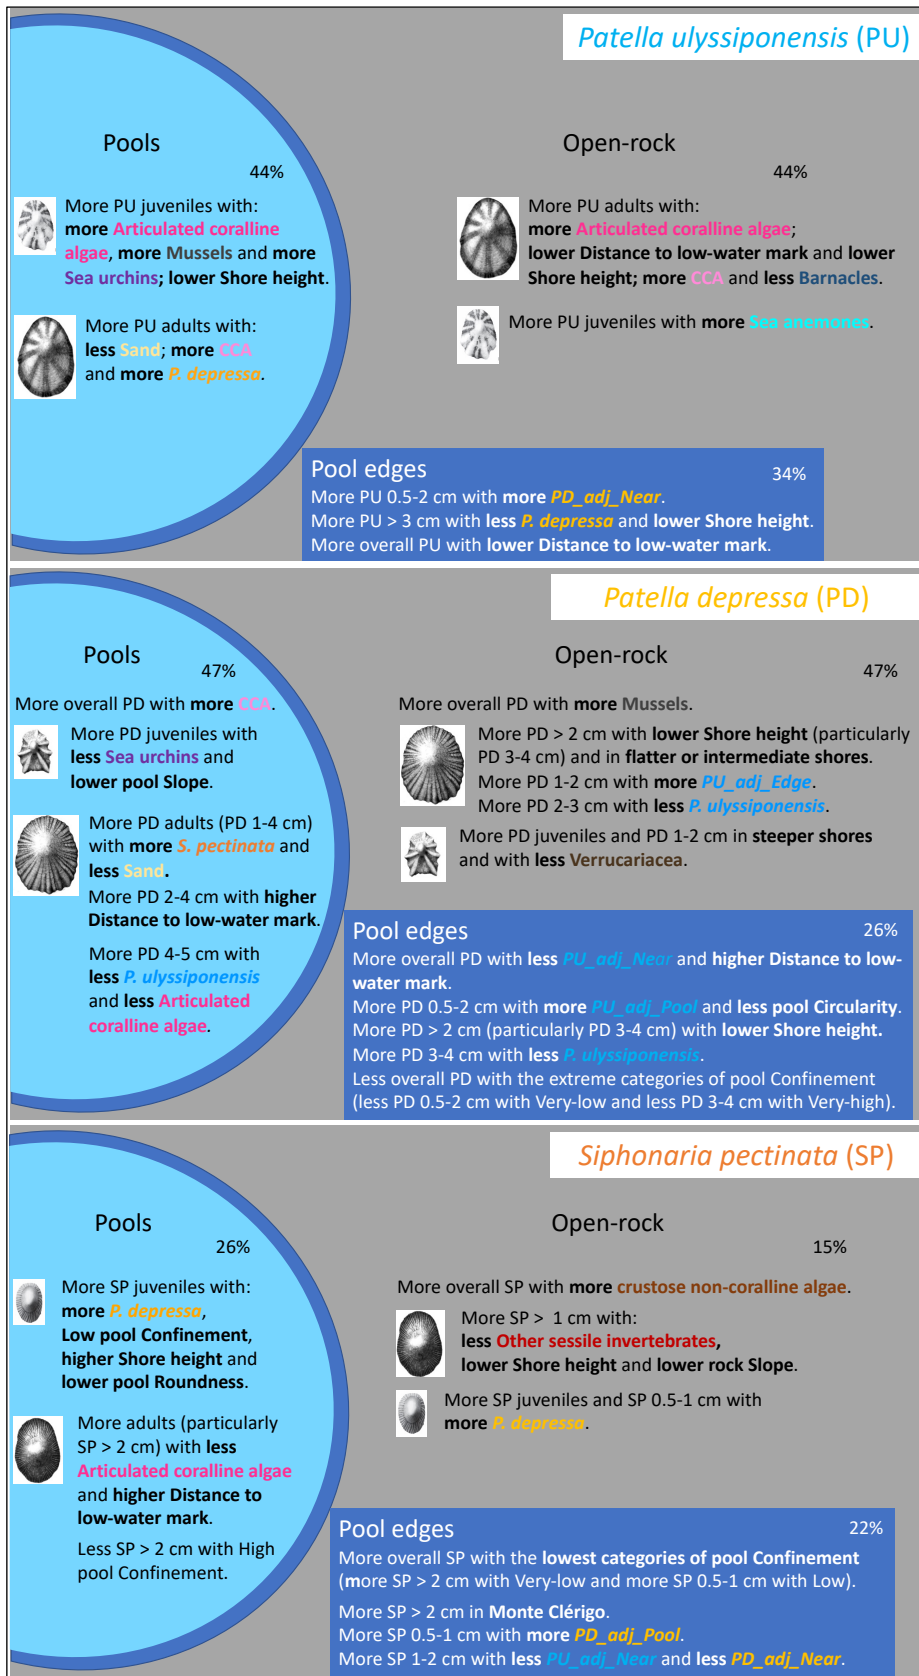 Patella ulyssiponensis (PU)
Pools
44%
More PU juveniles with:
more Articulated coralline
algae, more Mussels and more
Sea urchins; lower Shore height.
More PU adults with:
less Sand; more CCA
and more P. depressa.
Open-rock
44%
More PU adults with:
more Articulated coralline algae;
lower Distance to low-water mark and lower
Shore height; more CCA and less Barnacles.
More PU juveniles with more Sea anemones.
Pool edges
34%
More PU 0.5-2 cm with more PD_adj_Near.
More PU > 3 cm with less P. depressa and lower Shore height.
More overall PU with lower Distance to low-water mark.
Patella depressa (PD)
Pools
47%
More overall PD with more CCA.
More PD juveniles with
less Sea urchins and
lower pool Slope.
More PD adults (PD 1-4 cm)
with more S. pectinata and
less Sand.
More PD 2-4 cm with higher
Distance to low-water mark.
More PD 4-5 cm with
less P. ulyssiponensis
and less Articulated
coralline algae.
Open-rock
47%
More overall PD with more Mussels.
More PD > 2 cm with lower Shore height (particularly
PD 3-4 cm) and in flatter or intermediate shores.
More PD 1-2 cm with more PU_adj_Edge.
More PD 2-3 cm with less P. ulyssiponensis.
More PD juveniles and PD 1-2 cm in steeper shores
and with less Verrucariacea.
Pool edges
26%
More overall PD with less PU_adj_Near and higher Distance to low-
water mark.
More PD 0.5-2 cm with more PU_adj_Pool and less pool Circularity.
More PD > 2 cm (particularly PD 3-4 cm) with lower Shore height.
More PD 3-4 cm with less P. ulyssiponensis.
Less overall PD with the extreme categories of pool Confinement
(less PD 0.5-2 cm with Very-low and less PD 3-4 cm with Very-high).
Siphonaria pectinata (SP)
Pools
26%
More SP juveniles with:
more P. depressa,
Low pool Confinement,
higher Shore height and
lower pool Roundness.
More adults (particularly
SP > 2 cm) with less
Articulated coralline algae
and higher Distance to
low-water mark.
Less SP > 2 cm with High
pool Confinement.
Open-rock
15%
More overall SP with more crustose non-coralline algae.
More SP > 1 cm with:
less Other sessile invertebrates,
lower Shore height and lower rock Slope.
More SP juveniles and SP 0.5-1 cm with
more P. depressa.
Pool edges
22%
More overall SP with the lowest categories of pool Confinement
(more SP > 2 cm with Very-low and more SP 0.5-1 cm with Low).
More SP > 2 cm in Monte Clérigo.
More SP 0.5-1 cm with more PD_adj_Pool.
More SP 1-2 cm with less PU_adj_Near and less PD_adj_Near.